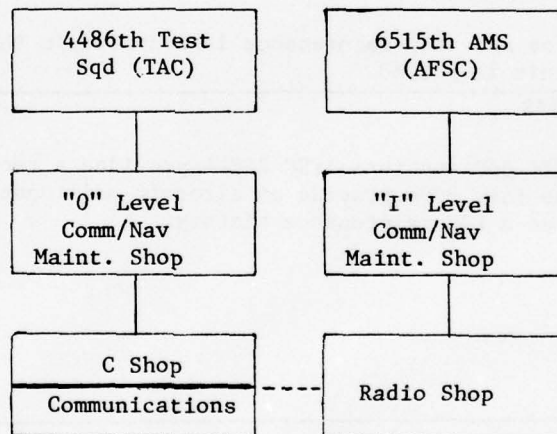 4486th Test
Sqd (TAC)
6515th AMS
(AFSC)
"O" Level
Comm/Nav
Maint. Shop
"I" Level
Comm/Nav
Maint. Shop
C Shop
Communications
Radio Shop